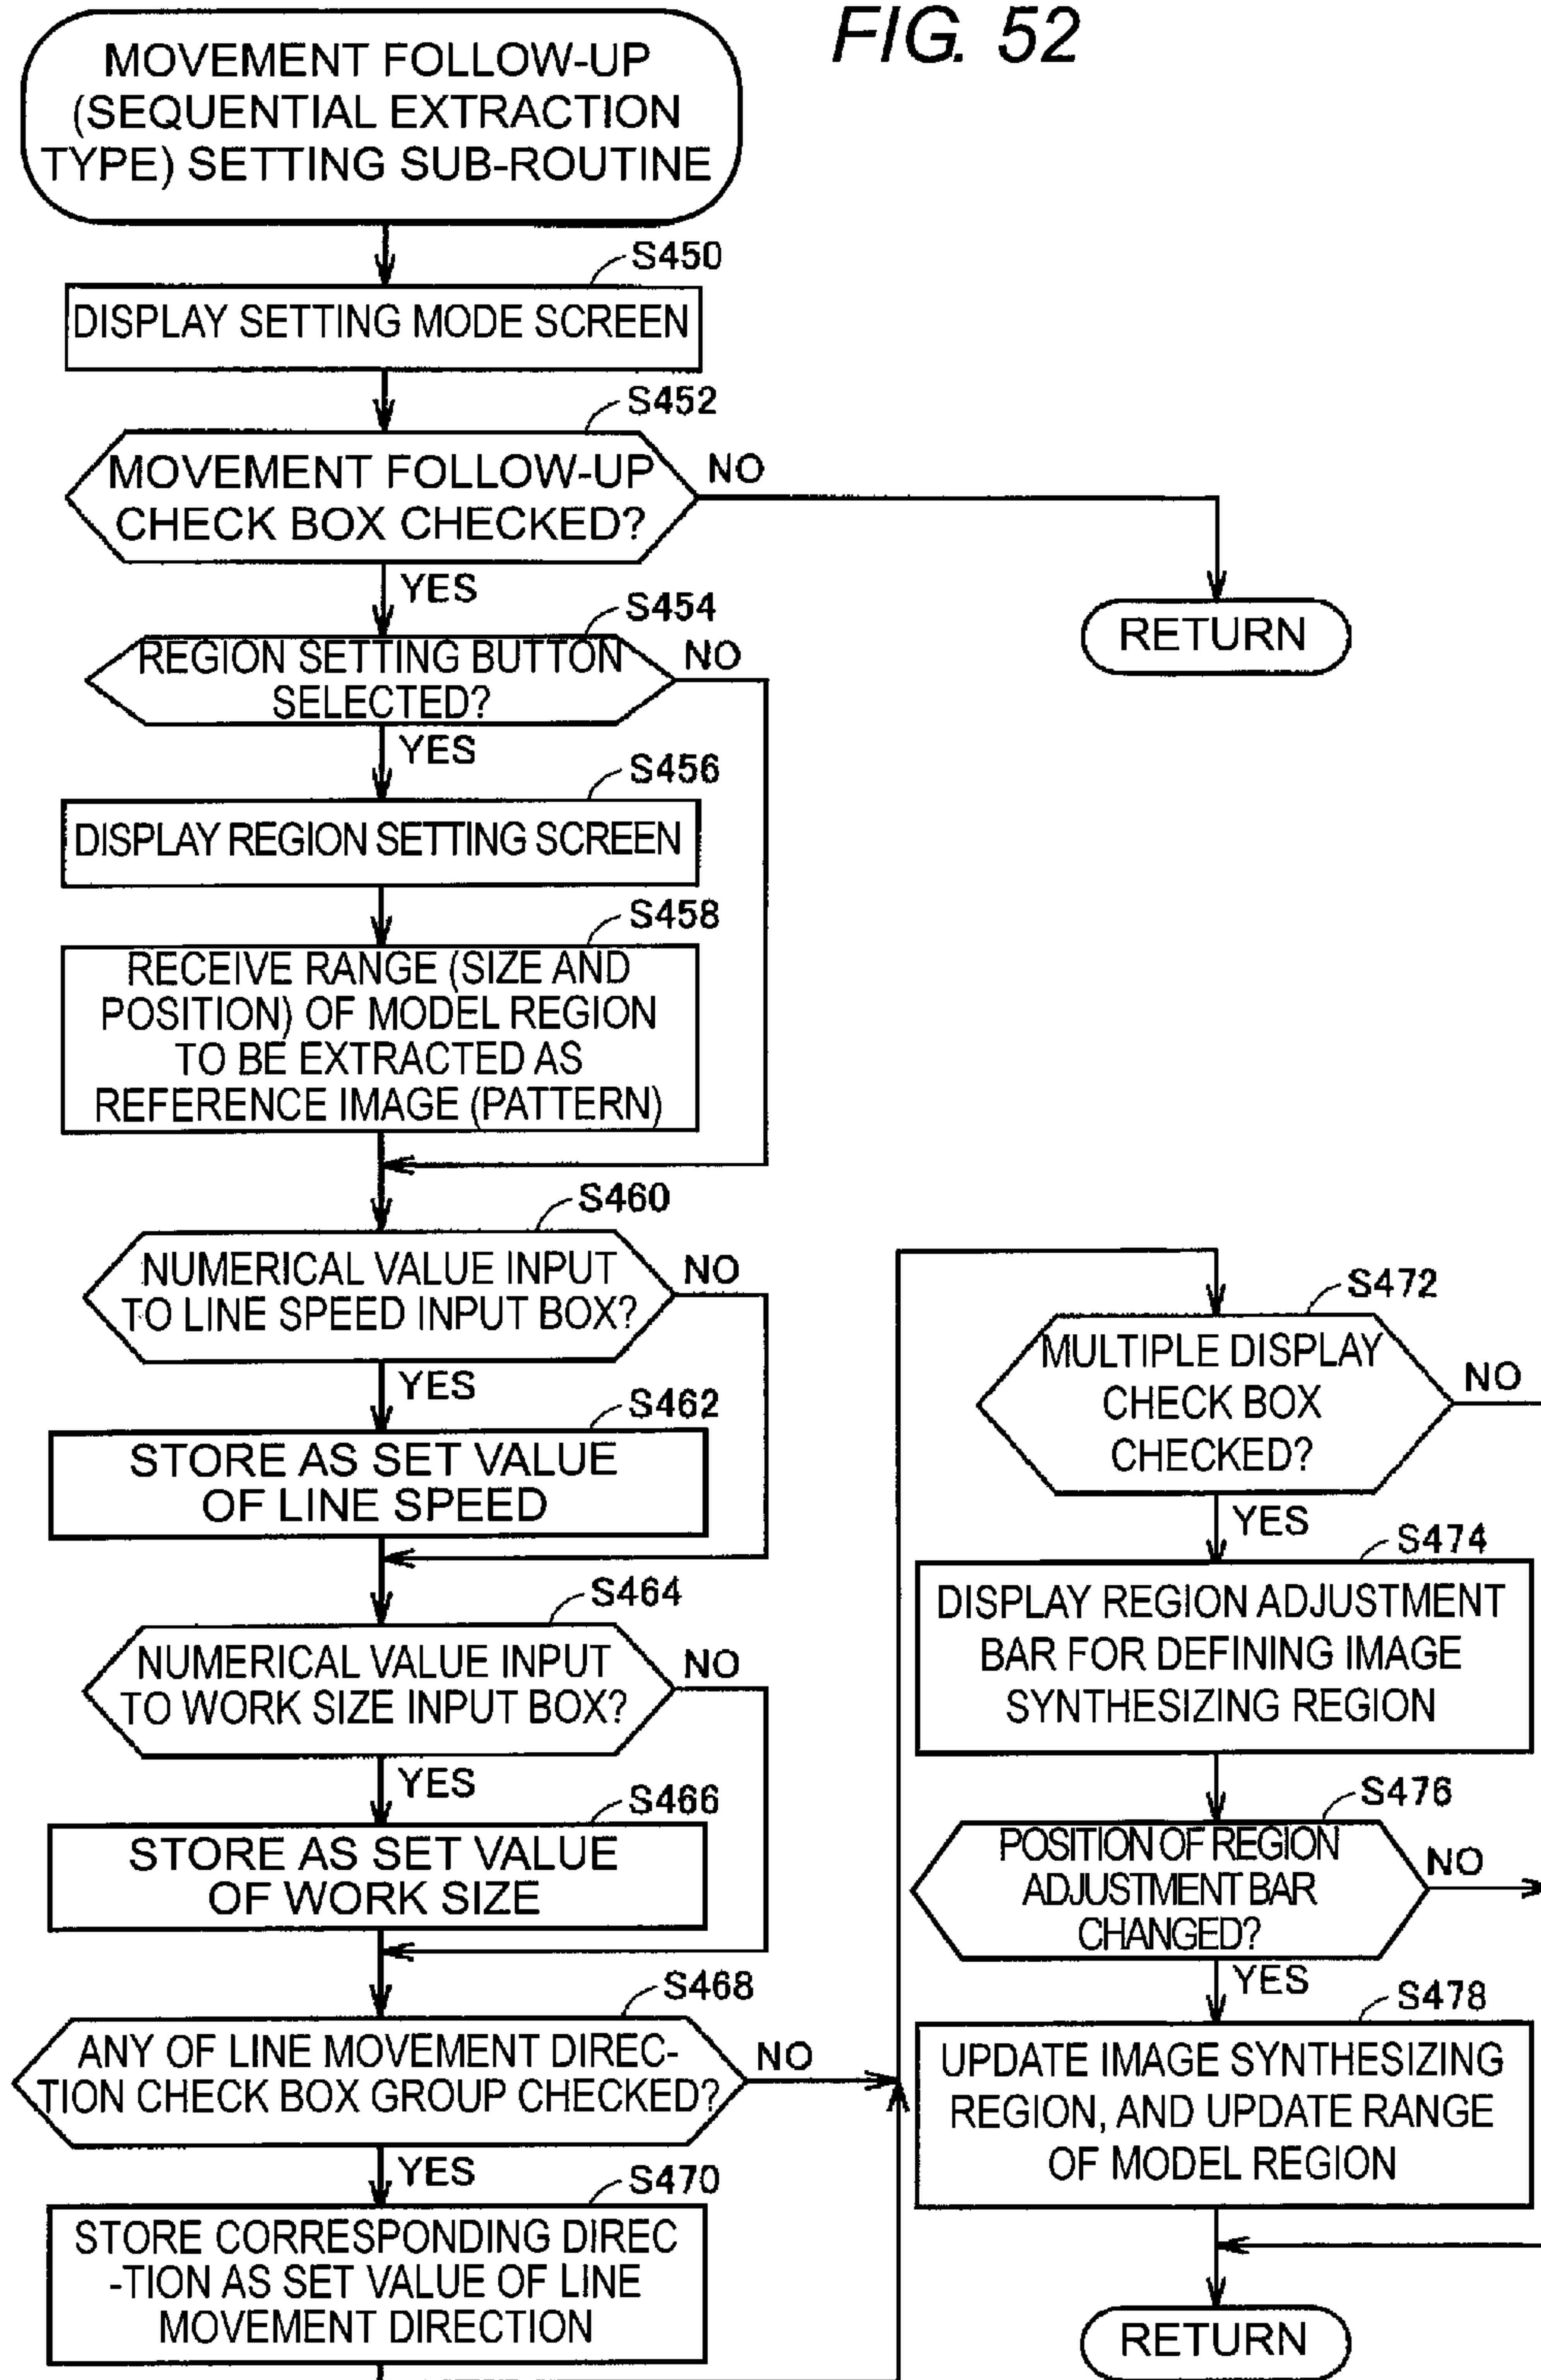 FIG. 52
MOVEMENT FOLLOW-UP
(SEQUENTIAL EXTRACTION
TYPE) SETTING SUB-ROUTINE
S450
DISPLAY SETTING MODE SCREEN
S452
MOVEMENT FOLLOW-UP
CHECK BOX CHECKED?
NO
YES
RETURN
S454
REGION SETTING BUTTON
SELECTED?
NO
YES
S456
DISPLAY REGION SETTING SCREEN
S458
RECEIVE RANGE (SIZE AND
POSITION) OF MODEL REGION
TO BE EXTRACTED AS
REFERENCE IMAGE (PATTERN)
S460
NUMERICAL VALUE INPUT
TO LINE SPEED INPUT BOX?
NO
YES
S462
STORE AS SET VALUE
OF LINE SPEED
S464
NUMERICAL VALUE INPUT
TO WORK SIZE INPUT BOX?
NO
YES
S466
STORE AS SET VALUE
OF WORK SIZE
S468
ANY OF LINE MOVEMENT DIREC-
TION CHECK BOX GROUP CHECKED?
NO
YES
S470
STORE CORRESPONDING DIREC
-TION AS SET VALUE OF LINE
MOVEMENT DIRECTION
S472
MULTIPLE DISPLAY
CHECK BOX
CHECKED?
NO
YES
S474
DISPLAY REGION ADJUSTMENT
BAR FOR DEFINING IMAGE
SYNTHESIZING REGION
S476
POSITION OF REGION
ADJUSTMENT BAR
CHANGED?
NO
YES
S478
UPDATE IMAGE SYNTHESIZING
REGION, AND UPDATE RANGE
OF MODEL REGION
RETURN